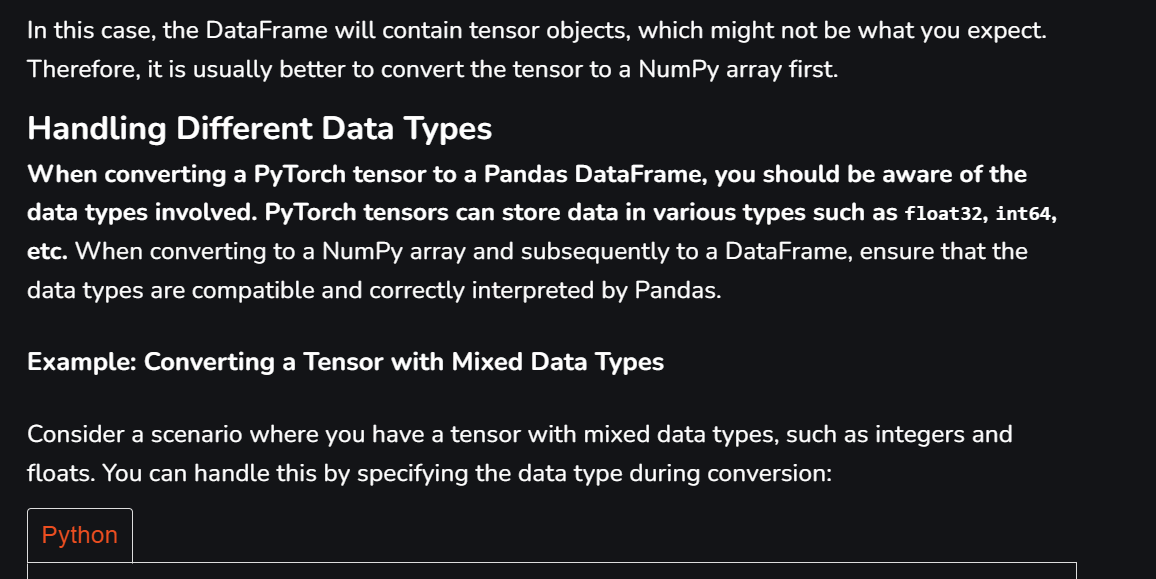 In this case, the DataFrame will contain tensor objects, which might not be what you expect.
Therefore, it is usually better to convert the tensor to a NumPy array first.
Handling Different Data Types
When converting a PyTorch tensor to a Pandas DataFrame, you should be aware of the
data types involved. PyTorch tensors can store data in various types such as float32, int64,
etc. When converting to a NumPy array and subsequently to a DataFrame, ensure that the
data types are compatible and correctly interpreted by Pandas.
Example: Converting a Tensor with Mixed Data Types
Consider a scenario where you have a tensor with mixed data types, such as integers and
floats. You can handle this by specifying the data type during conversion:
Python